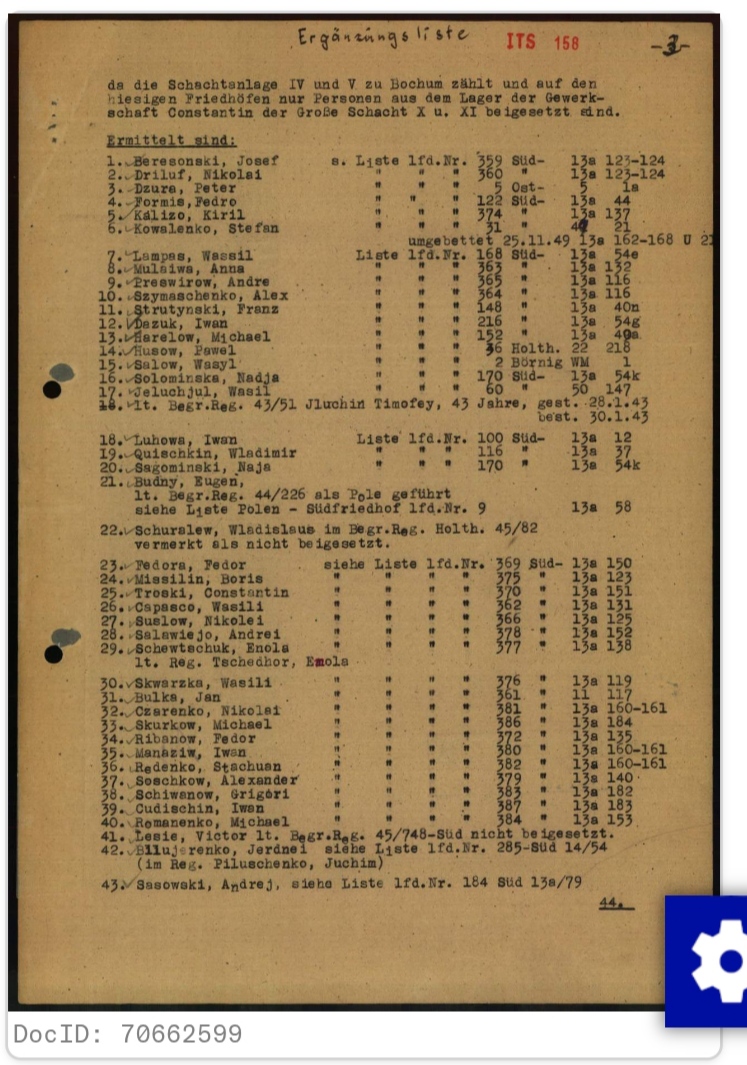 Ergänzungsliste ITS 158 -3-
da die Schachtanlage IV und V zu Bochum zählt und auf den
hiesigen Friedhöfen nur Personen aus dem Lager der Gewerk-
schaft Constantin der Große Schacht X u. XI beigesetzt sind.
Ermittelt sind:
1. Beresonski, Josef s. Liste lfd.Nr. 359 Süd- 13a 123-124
2. Driluf, Nikolai " " " 360 " 13a 123-124
3. Dzura, Peter " " " 5 Ost- 5 1a
4. Formis,Fedro " " " 122 Süd- 13a 44
5. Kalizo, Kiril " " " 374 " 13a 137
6. Kowalenko, Stefan " " " 31 " 21
umgebettet 25.11.49 13a 162-168 U
7. Lampas, Wassil Liste lfd.Nr. 168 Süd- 13a 54e
8. Mulaiwa, Anna " " " 363 " 13a 132
9. Preswirow, Andre " " " 365 " 13a 116
10. Szymaschenko, Alex " " " 364 " 13a 116
11. Strutynski, Franz " " " 148 " 13a 40n
12. Dazuk, Iwan " " " 216 " 13a 54g
13. Harelow, Michael " " " 152 " 13a 49a
14. Husow, Pawel " " " 36 Holth. 22 218
15. Salow, Wasyl " " " 2 Börnig WM 1
16. Solominska, Nadja " " " 170 Süd- 13a 54k
17. Jeluchjul, Wasil " " " 60 " 50 147
18. lt. Begr.Reg. 43/51 Jluchin Timofey, 43 Jahre, gest. 28.1.43
best. 30.1.43
18. Luhowa, Iwan Liste lfd.Nr. 100 Süd- 13a 12
19. Quischkin, Wladimir " " " 116 " 13a 37
20. Sagominski, Naja " " " 170 " 13a 54k
21. Budny, Eugen,
lt. Begr.Reg. 44/226 als Pole geführt
siehe Liste Polen - Südfriedhof lfd.Nr. 9 13a 58
22. Schuralew, Wladislaus im Begr.Reg. Holth. 45/82
vermerkt als nicht beigesetzt.
23. Fedora, Fedor siehe Liste lfd.Nr. 369 Süd- 13a 150
24. Missilin, Boris " " " " 375 " 13a 123
25. Troski, Constantin " " " " 370 " 13a 151
26. Capasco, Wasili " " " " 362 " 13a 131
27. Suslow, Nikolei " " " " 366 " 13a 125
28. Salawiejo, Andrei " " " " 378 " 13a 152
29. Schewtschuk, Enola " " " " 377 " 13a 138
lt. Reg. Tschedhor, Emola
30. Skwarzka, Wasili " " " " 376 " 13a 119
31. Bulka, Jan " " " " 361 " 11 117
32. Czarenko, Nikolai " " " " 381 " 13a 160-161
33. Skurkow, Michael " " " " 386 " 13a 184
34. Ribanow, Fedor " " " " 372 " 13a 135
35. Manaziw, Iwan " " " " 380 " 13a 160-161
36. Redenko, Stachuan " " " " 382 " 13a 160-161
37. Soschkow, Alexander " " " " 379 " 13a 140
38. Schiwanow, Grigori " " " " 383 " 13a 182
39. Cudischin, Iwan " " " " 387 " 13a 183
40. Romanenko, Michael " " " " 384 " 13a 153
41. Lesie, Victor lt. Begr.Reg. 45/748-Süd nicht beigesetzt.
42. Bilujerenko, Jerdnei siehe Liste lfd.Nr. 285-Süd 14/54
(im Reg. Piluschenko, Juchim)
43. Sasowski, Andrej, siehe Liste lfd.Nr. 184 Süd 13a/79
44.
DocID: 70662599